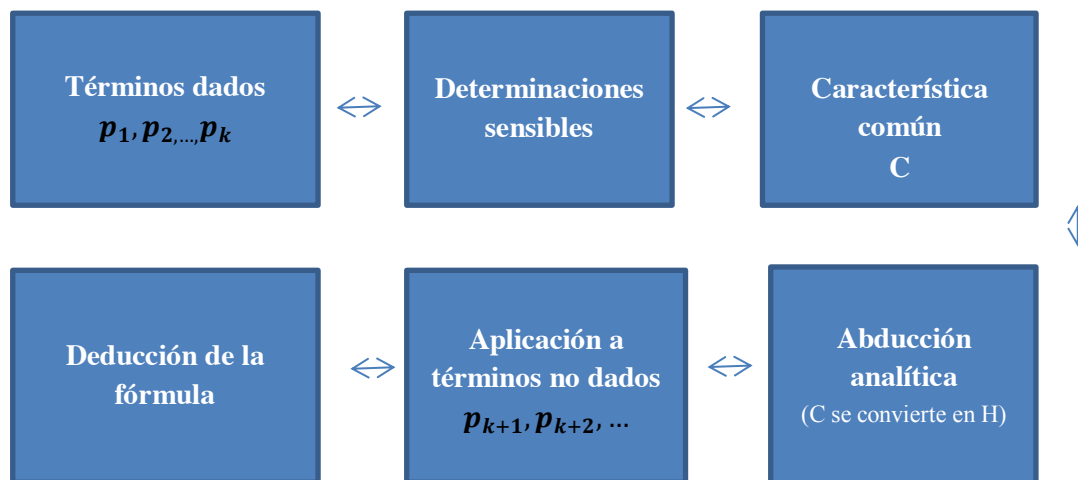 Términos dados
p₁, p₂,...,pₖ
Determinaciones
sensibles
Característica
común
C
Deducción de la
fórmula
Aplicación a
términos no dados
pₖ₊₁, pₖ₊₂, ...
Abducción
analítica
(C se convierte en H)